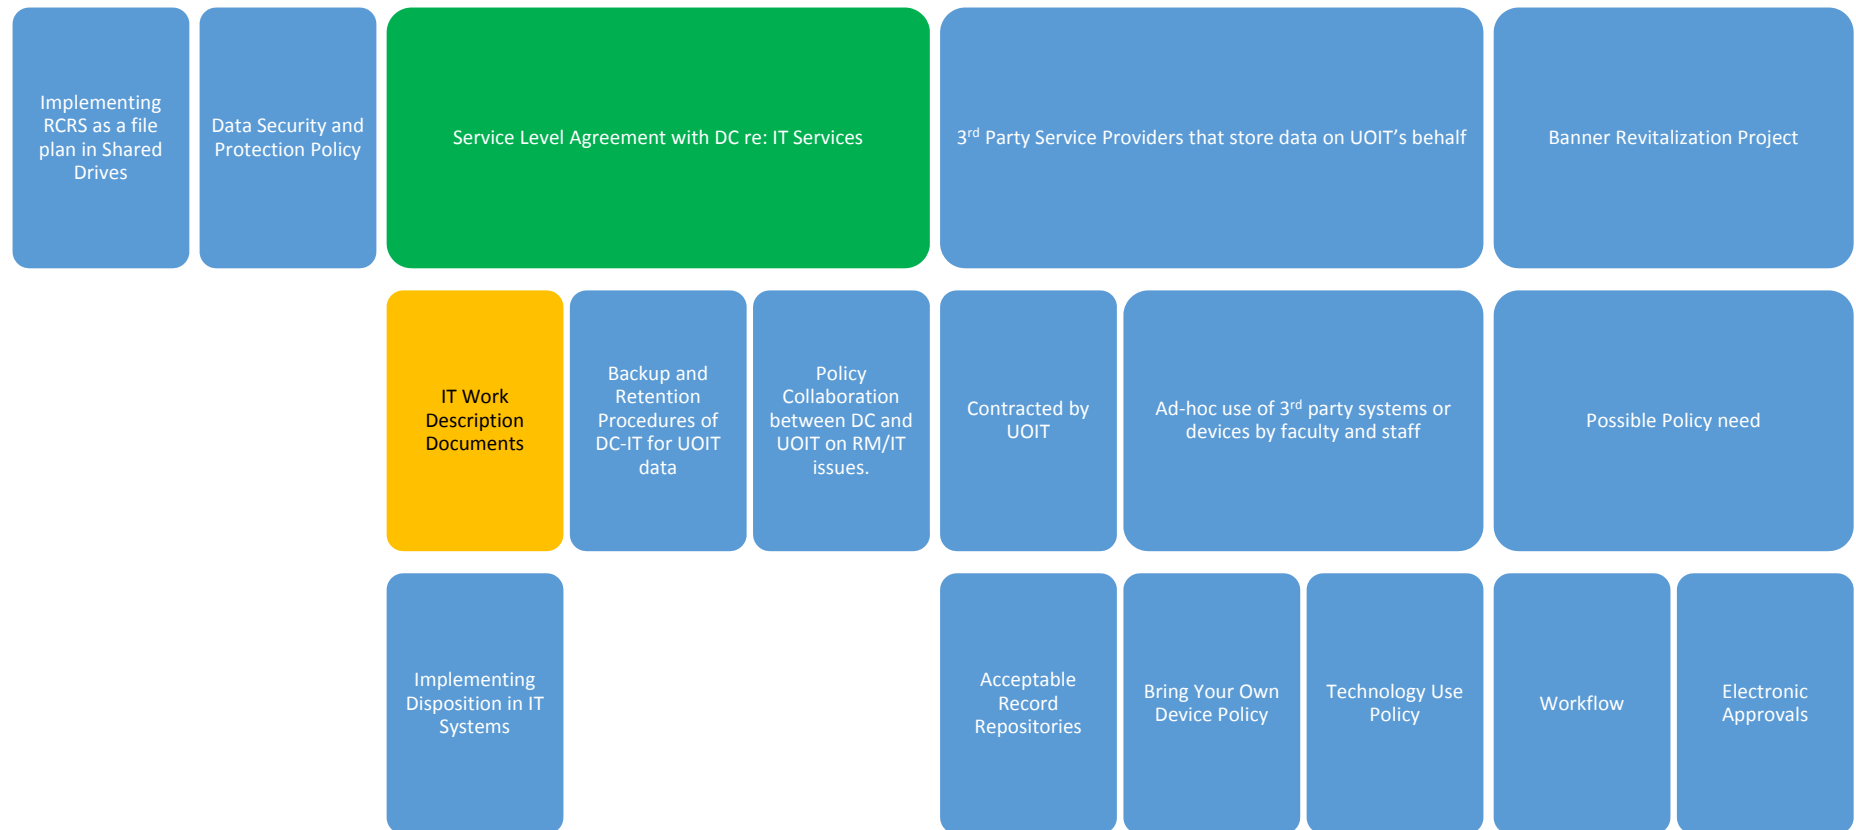 Implementing
RCRS as a file
plan in Shared
Drives
Data Security and
Protection Policy
Service Level Agreement with DC re: IT Services
3rd Party Service Providers that store data on UOIT’s behalf
Banner Revitalization Project
IT Work
Description
Documents
Backup and
Retention
Procedures of
DC-IT for UOIT
data
Policy
Collaboration
between DC and
UOIT on RM/IT
issues.
Contracted by
UOIT
Ad-hoc use of 3rd party systems or
devices by faculty and staff
Possible Policy need
Implementing
Disposition in IT
Systems
Acceptable
Record
Repositories
Bring Your Own
Device Policy
Technology Use
Policy
Workflow
Electronic
Approvals